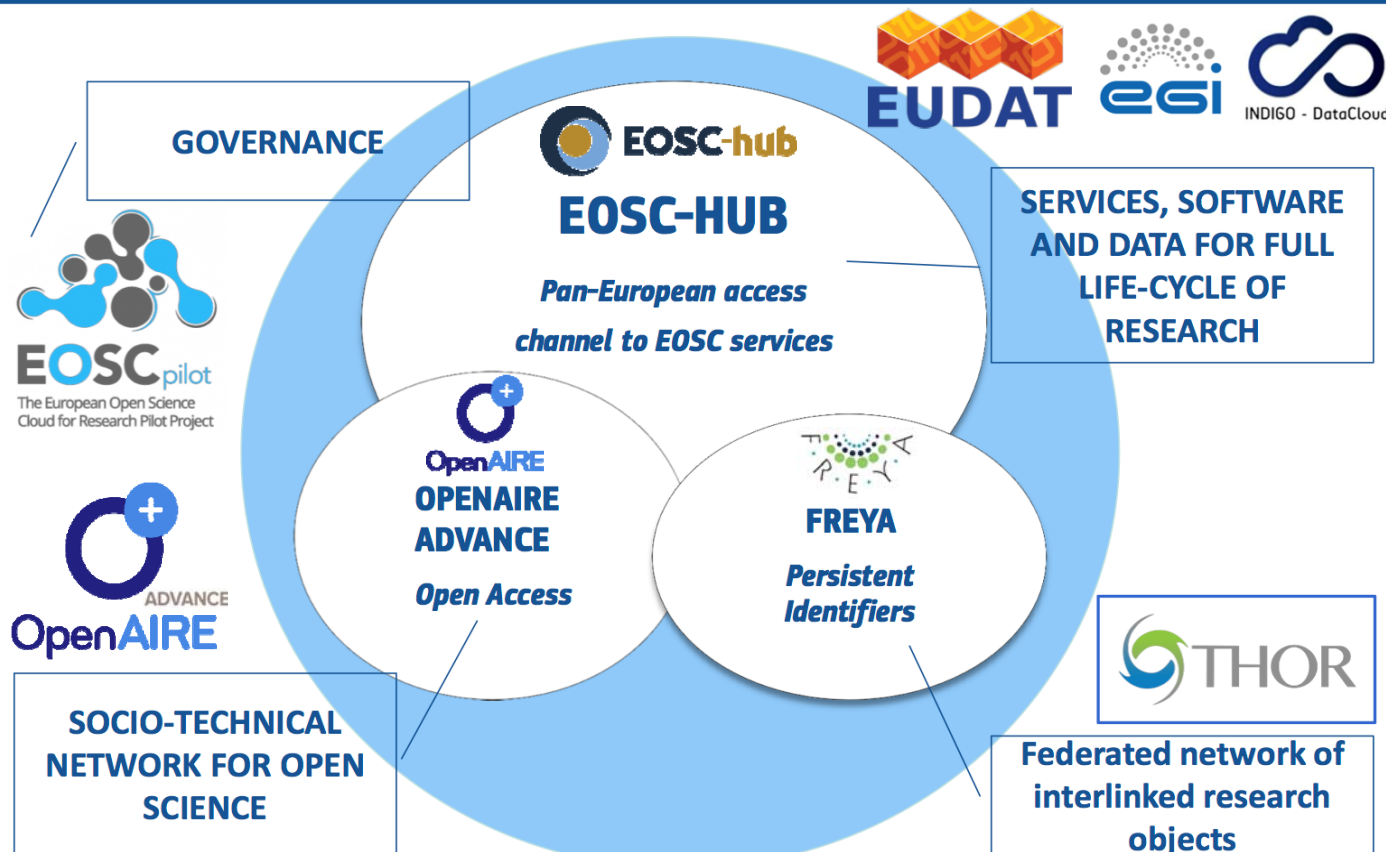 GOVERNANCE
EOSCpilot
The European Open Science
Cloud for Research Pilot Project
EOSC-hub
EOSC-HUB
Pan-European access
channel to EOSC services
EUDAT
eGI
INDIGO - DataCloud
SERVICES, SOFTWARE
AND DATA FOR FULL
LIFE-CYCLE OF
RESEARCH
OpenAIRE
OPENAIRE
ADVANCE
Open Access
FREYA
FREYA
Persistent
Identifiers
ADVANCE
OpenAIRE
SOCIO-TECHNICAL
NETWORK FOR OPEN
SCIENCE
THOR
Federated network of
interlinked research
objects